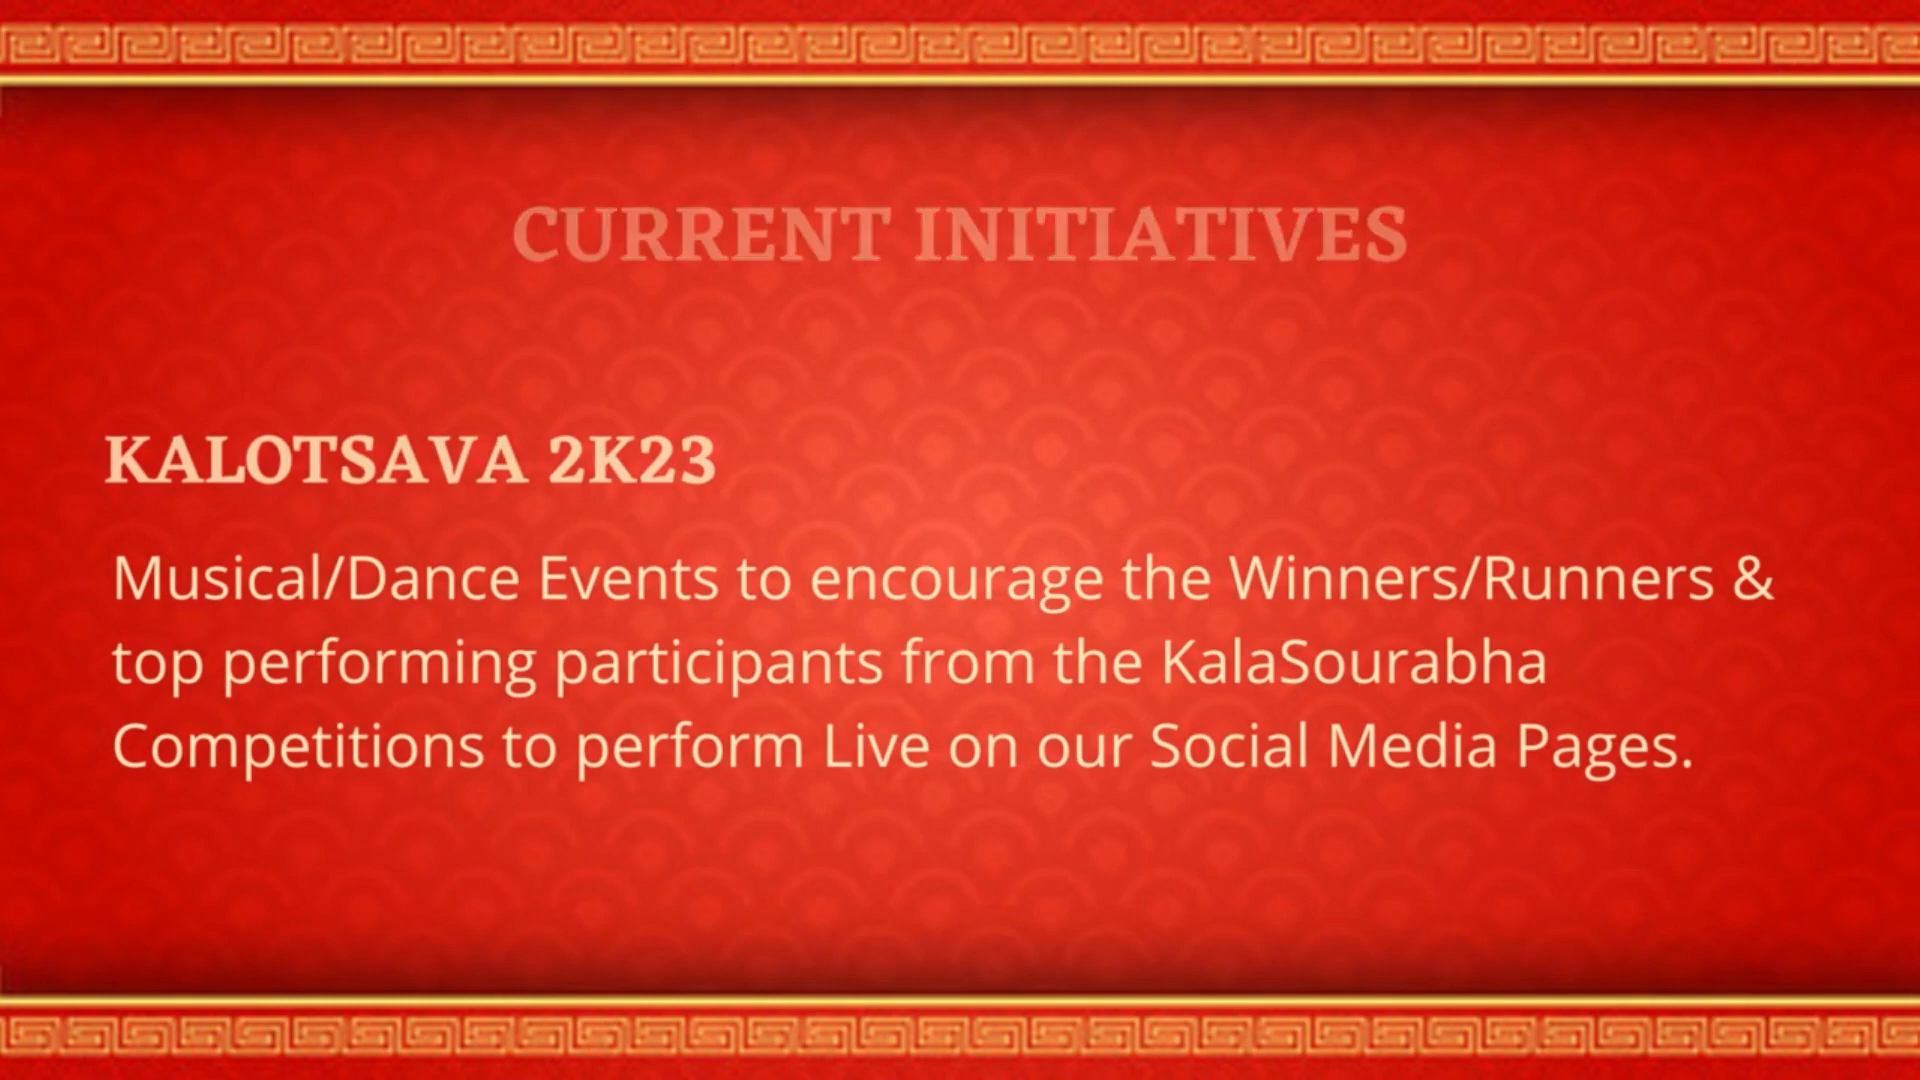 CURRENT INITIATIVES
KALOTSAVA 2K23
Musical/Dance Events to encourage the Winners/Runners &
top performing participants from the KalaSourabha
Competitions to perform Live on our Social Media Pages.